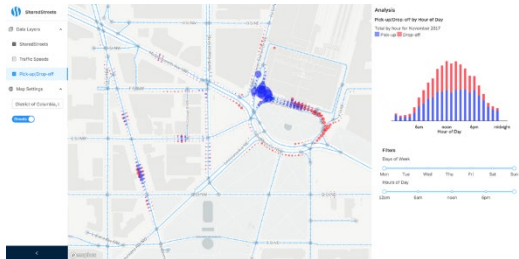 SharedStreets
Data Layers
SharedStreets
Traffic Speeds
Pick-up/Drop-off
Map Settings
District of Columbia,
Streets
Analysis
Pick-up/Drop-off by Hour of Day
Total by hour for November 2017
Pick-up Drop-off
6am noon 6pm midnight
Hour of Day
Filters
Days of Week
Mon Tue Wed Thu Fri Sat Sun
Hours of Day
12am 6am noon 6pm
mapbox